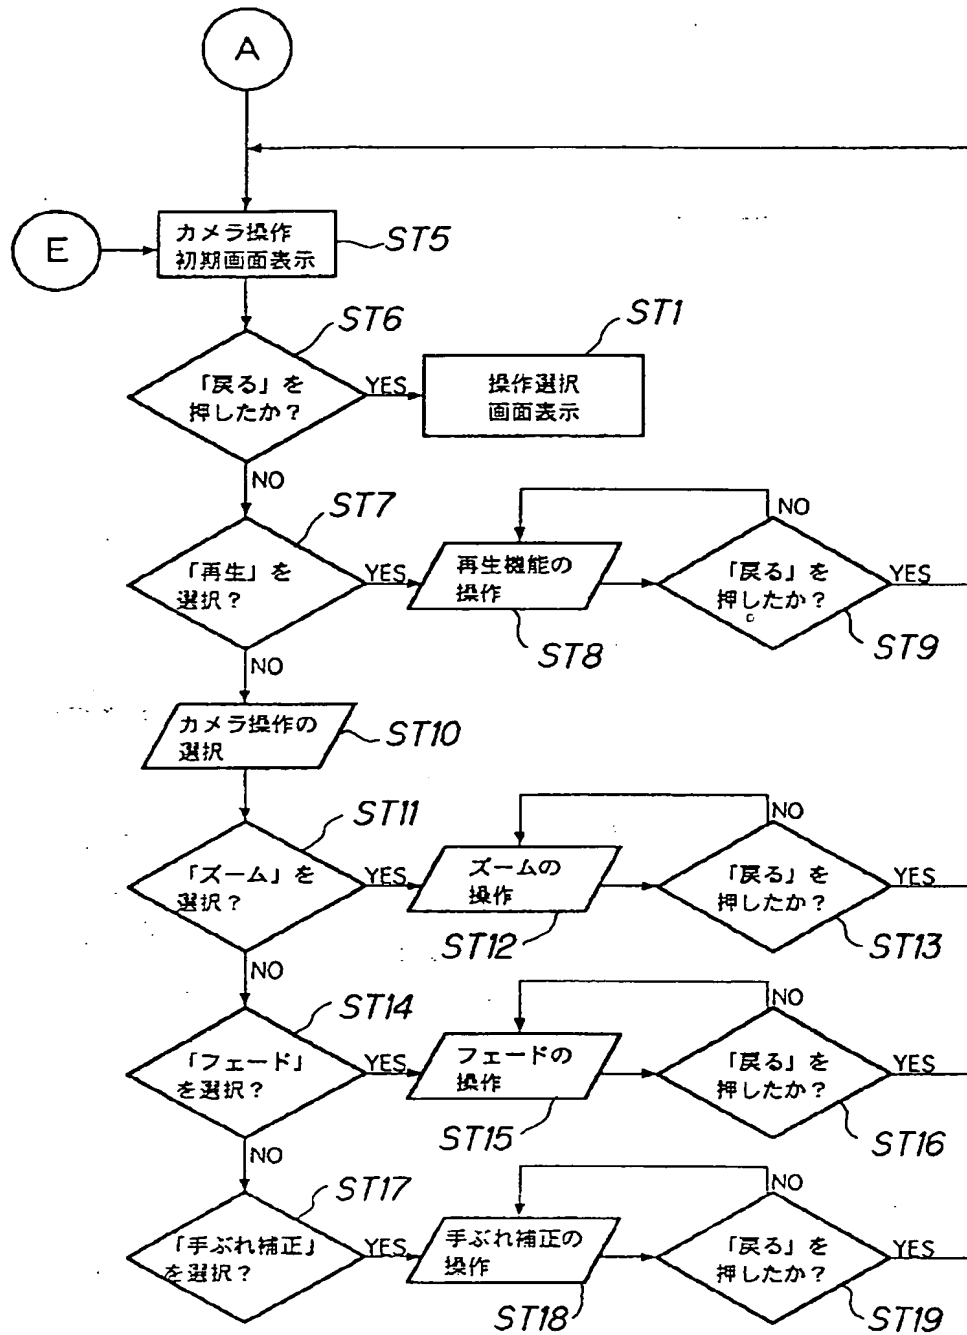 A
E
カメラ操作
初期画面表示
ST5
ST6
「戻る」を
押したか？
YES
NO
ST1
操作選択
画面表示
ST7
「再生」を
選択？
YES
NO
再生機能の
操作
ST8
NO
「戻る」を
押したか？
YES
ST9
カメラ操作の
選択
ST10
ST11
「ズーム」を
選択？
YES
NO
ズームの
操作
ST12
NO
「戻る」を
押したか？
YES
ST13
ST14
「フェード」
を選択？
YES
NO
フェードの
操作
ST15
NO
「戻る」を
押したか？
YES
ST16
ST17
「手ぶれ補正」
を選択？
YES
手ぶれ補正の
操作
ST18
NO
「戻る」を
押したか？
YES
ST19